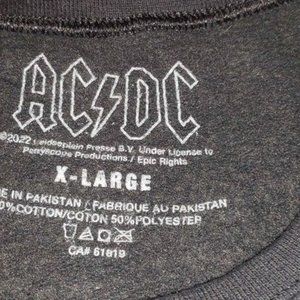 AC⚡DC
©2022 Leidseplein Presse B.V. Under License to
Perryscope Productions / Epic Rights
X-LARGE
E IN PAKISTAN / FABRIQUE AU PAKISTAN
0%COTTON/COTON 50%POLYESTER
CA# 61819